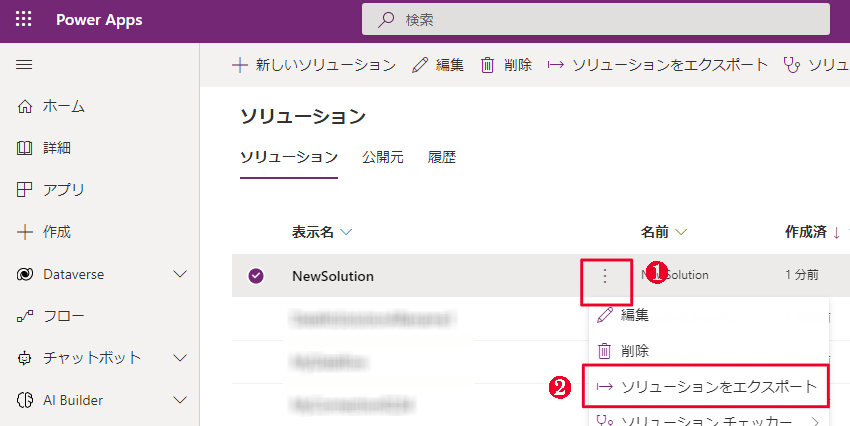 Power Apps
検索
新しいソリューション 編集 削除 ソリューションをエクスポート ソリュー
ホーム
詳細
アプリ
作成
Dataverse
フロー
チャットボット
AI Builder
ソリューション
ソリューション 公開元 履歴
表示名 名前 作成済
NewSolution ❶ NewSolution 1 分前
編集
削除
❷ ソリューションをエクスポート
ソリューション チェッカー